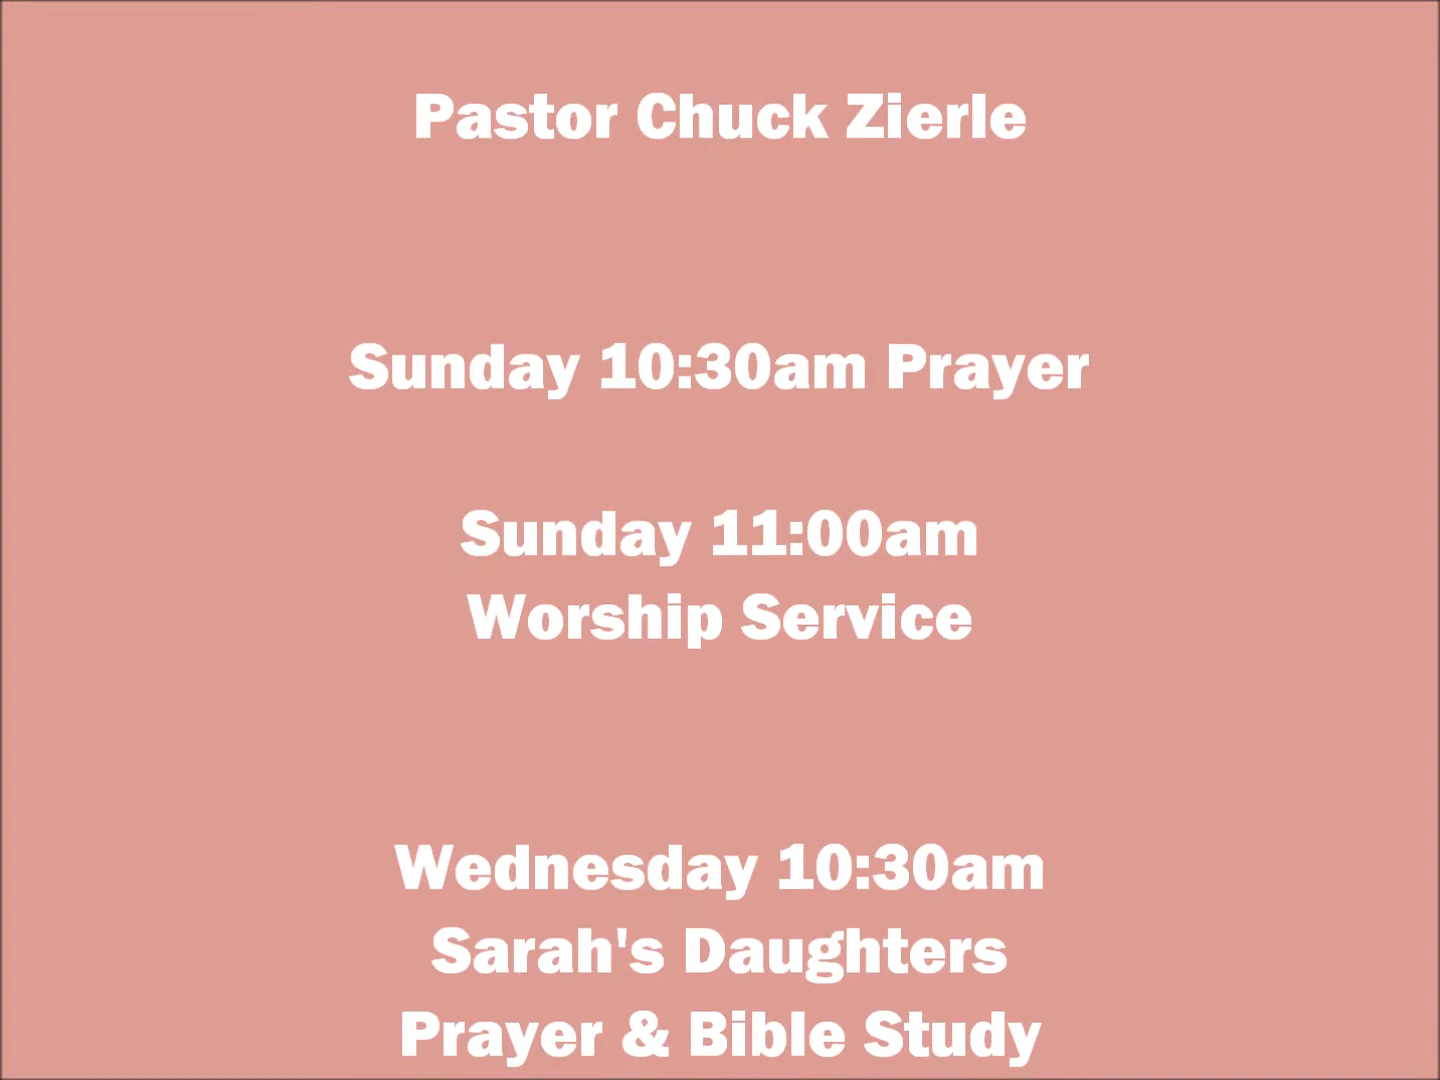 Pastor Chuck Zierle
Sunday 10:30am Prayer
Sunday 11:00am
Worship Service
Wednesday 10:30am
Sarah's Daughters
Prayer & Bible Study